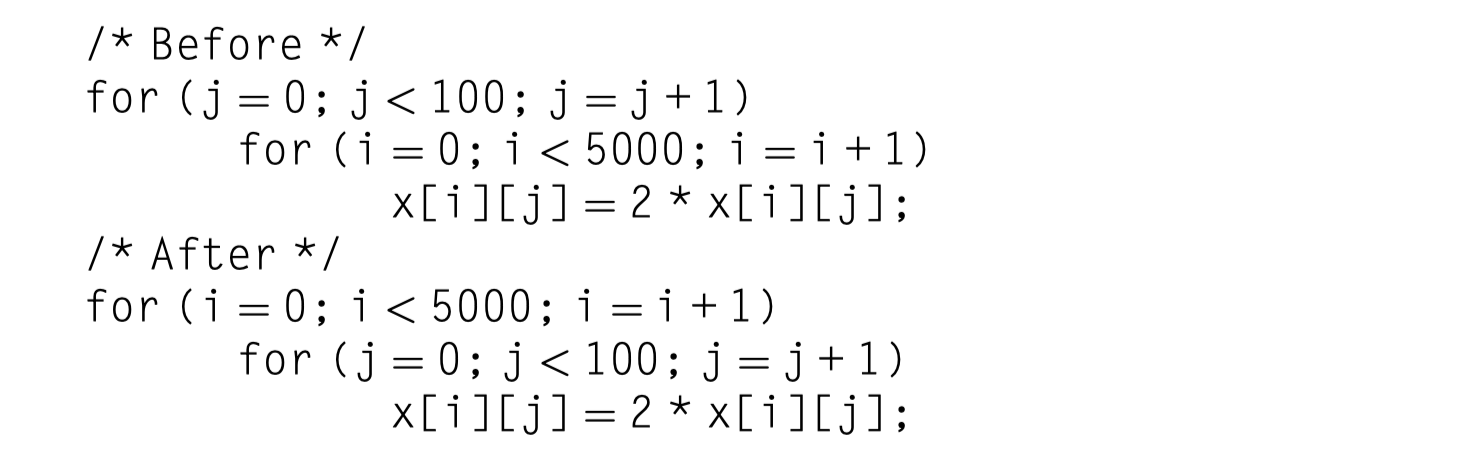 /* Before */
for (j = 0; j < 100; j = j + 1)
for (i = 0; i < 5000; i = i + 1)
x[i][j] = 2 * x[i][j];
/* After */
for (i = 0; i < 5000; i = i + 1)
for (j = 0; j < 100; j = j + 1)
x[i][j] = 2 * x[i][j];